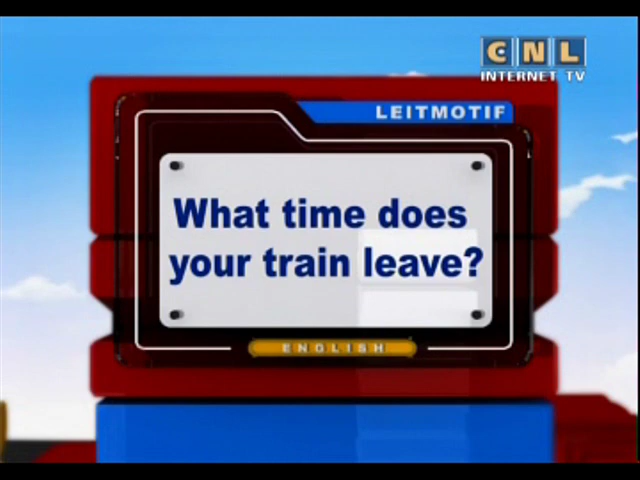 CNL
INTERNET TV
LEITMOTIF
What time does
your train leave?
ENGLISH